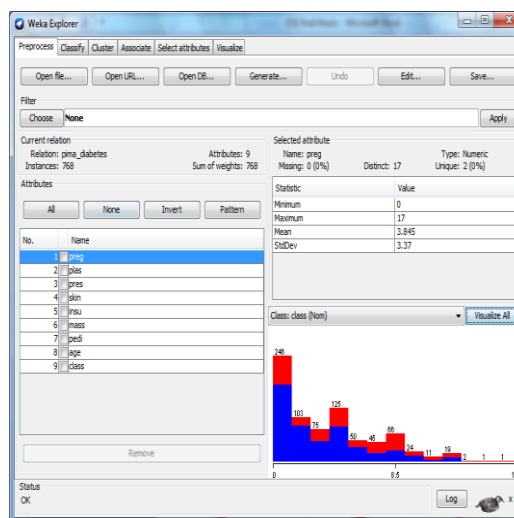 Weka Explorer
Preprocess Classify Cluster Associate Select attributes Visualize
Open file... Open URL... Open DB... Generate... Undo Edit... Save...
Filter
Choose None Apply
Current relation
Relation: pima_diabetes Attributes: 9
Instances: 768 Sum of weights: 768
Attributes
All None Invert Pattern
No. Name
1 preg
2 plas
3 pres
4 skin
5 insu
6 mass
7 pedi
8 age
9 class
Remove
Selected attribute
Name: preg Type: Numeric
Missing: 0 (0%) Distinct: 17 Unique: 2 (0%)
Statistic Value
Minimum 0
Maximum 17
Mean 3.845
StdDev 3.37
Class: class (Nom) Visualize All
246
103
75
125
50
45
66
24
11
19
2
1
1
0 8.5
Status
OK
Log x